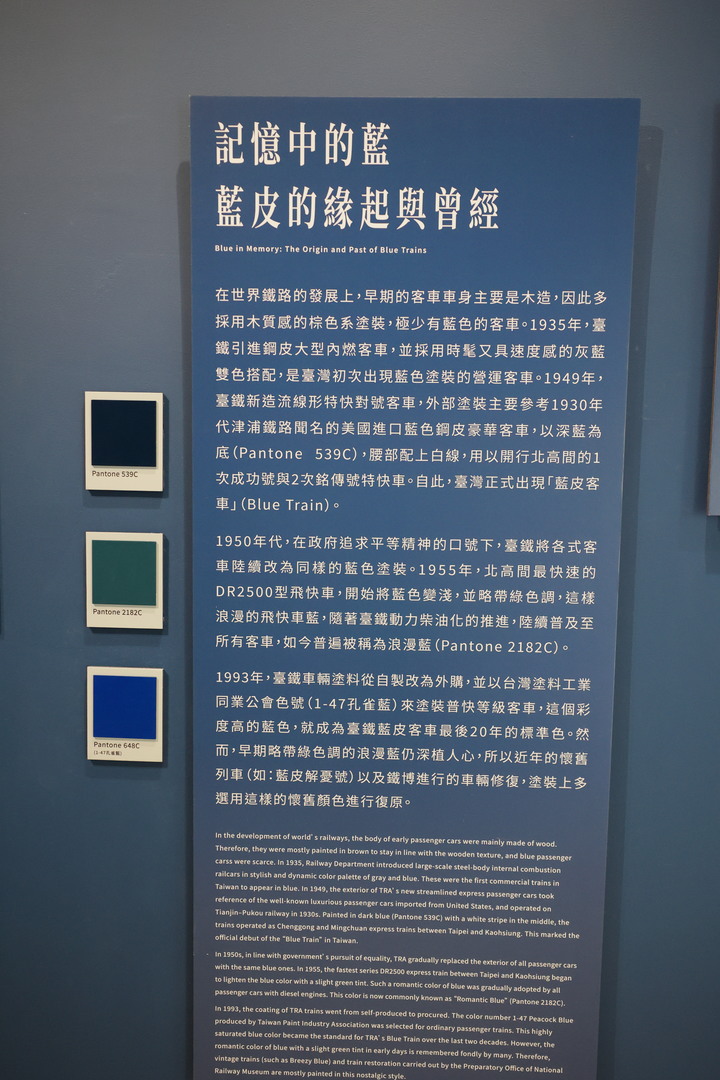 記憶中的藍
藍皮的緣起與曾經
Blue in Memory: The Origin and Past of Blue Trains
在世界鐵路的發展上，早期的客車車身主要是木造，因此多
採用木質感的棕色系塗裝，極少有藍色的客車。1935年，臺
鐵引進鋼皮大型內燃客車，並採用時髦又具速度感的灰藍
雙色搭配，是臺灣初次出現藍色塗裝的營運客車。1949年，
臺鐵新造流線形特快對號客車，外部塗裝主要參考1930年
代津浦鐵路聞名的美國進口藍色鋼皮豪華客車，以深藍為
底（Pantone 539C），腰部配上白線，用以開行北高間的1
次成功號與2次銘傳號特快車。自此，臺灣正式出現「藍皮客
車」（Blue Train）。
1950年代，在政府追求平等精神的口號下，臺鐵將各式客
車陸續改為同樣的藍色塗裝。1955年，北高間最快速的
DR2500型飛快車，開始將藍色變淺，並略帶綠色調，這樣
浪漫的飛快車藍，隨著臺鐵動力柴油化的推進，陸續普及至
所有客車，如今普遍被稱為浪漫藍（Pantone 2182C）。
1993年，臺鐵車輛塗料從自製改為外購，並以台灣塗料工業
同業公會色號（1-47孔雀藍）來塗裝普快等級客車，這個彩
度高的藍色，就成為臺鐵藍皮客車最後20年的標準色。然
而，早期略帶綠色調的浪漫藍仍深植人心，所以近年的懷舊
列車（如：藍皮解憂號）以及鐵博進行的車輛修復，塗裝上多
選用這樣的懷舊顏色進行復原。
In the development of world's railways, the body of early passenger cars were mainly made of wood.
Therefore, they were mostly painted in brown to stay in line with the wooden texture, and blue passenger
carss were scarce. In 1935, Railway Department introduced large-scale steel-body internal combustion
railcars in stylish and dynamic color palette of gray and blue. These were the first commercial trains in
Taiwan to appear in blue. In 1949, the exterior of TRA's new streamlined express passenger cars took
reference of the well-known luxurious passenger cars imported from United States, and operated on
Tianjin–Pukou railway in 1930s. Painted in dark blue (Pantone 539C) with a white stripe in the middle, the
trains operated as Chenggong and Mingchuan express trains between Taipei and Kaohsiung. This marked the
official debut of the "Blue Train" in Taiwan.
In 1950s, in line with government's pursuit of equality, TRA gradually replaced the exterior of all passenger cars
with the same blue ones. In 1955, the fastest series DR2500 express train between Taipei and Kaohsiung began
to lighten the blue color with a slight green tint. Such a romantic color of blue was gradually adopted by all
passenger cars with diesel engines. This color is now commonly known as "Romantic Blue" (Pantone 2182C).
In 1993, the coating of TRA trains went from self-produced to procured. The color number 1-47 Peacock Blue
produced by Taiwan Paint Industry Association was selected for ordinary passenger trains. This highly
saturated blue color became the standard for TRA's Blue Train over the last two decades. However, the
romantic color of blue with a slight green tint in early days is remembered fondly by many. Therefore,
vintage trains (such as Breezy Blue) and train restoration carried out by the Preparatory Office of National
Railway Museum are mostly painted in this nostalgic style.
Pantone 539C
Pantone 2182C
Pantone 648C
(1-47孔雀藍)